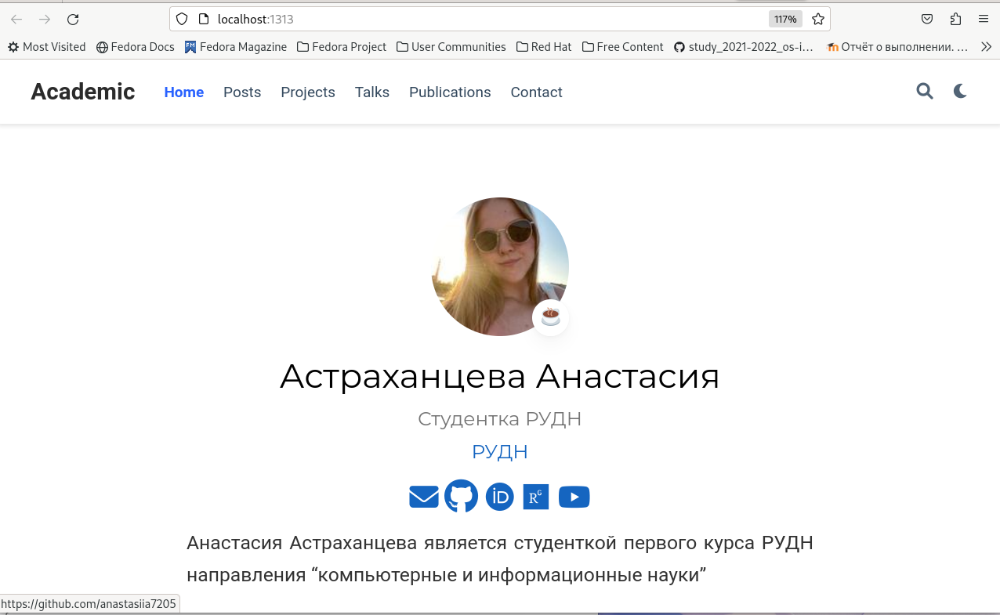 localhost:1313 117%
Most Visited Fedora Docs Fedora Magazine Fedora Project User Communities Red Hat Free Content study_2021-2022_os-i… Отчёт о выполнении. …
Academic Home Posts Projects Talks Publications Contact
Астраханцева Анастасия
Студентка РУДН
РУДН
iD RG
Анастасия Астраханцева является студенткой первого курса РУДН
направления “компьютерные и информационные науки”
https://github.com/anastasiia7205